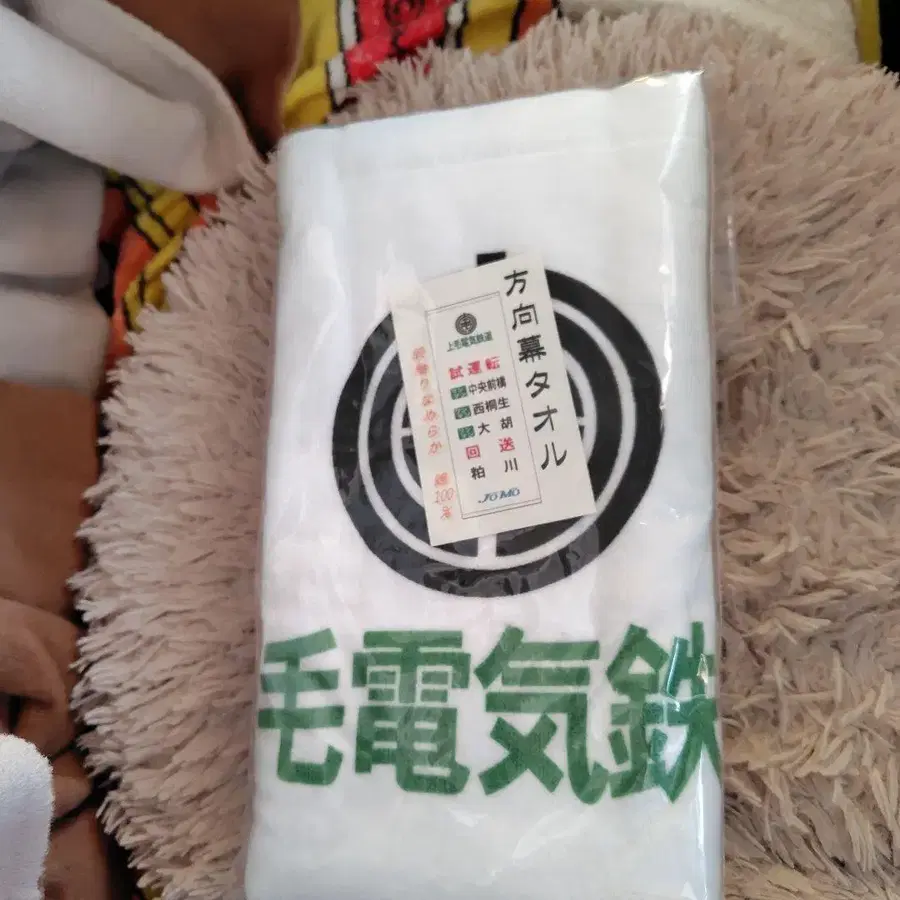 方向幕タオル
上毛電気鉄道
試運転
中央前橋
西桐生
大胡
回送
粕川
JōMō
肌触りなめらか 綿100%
毛電気鉄